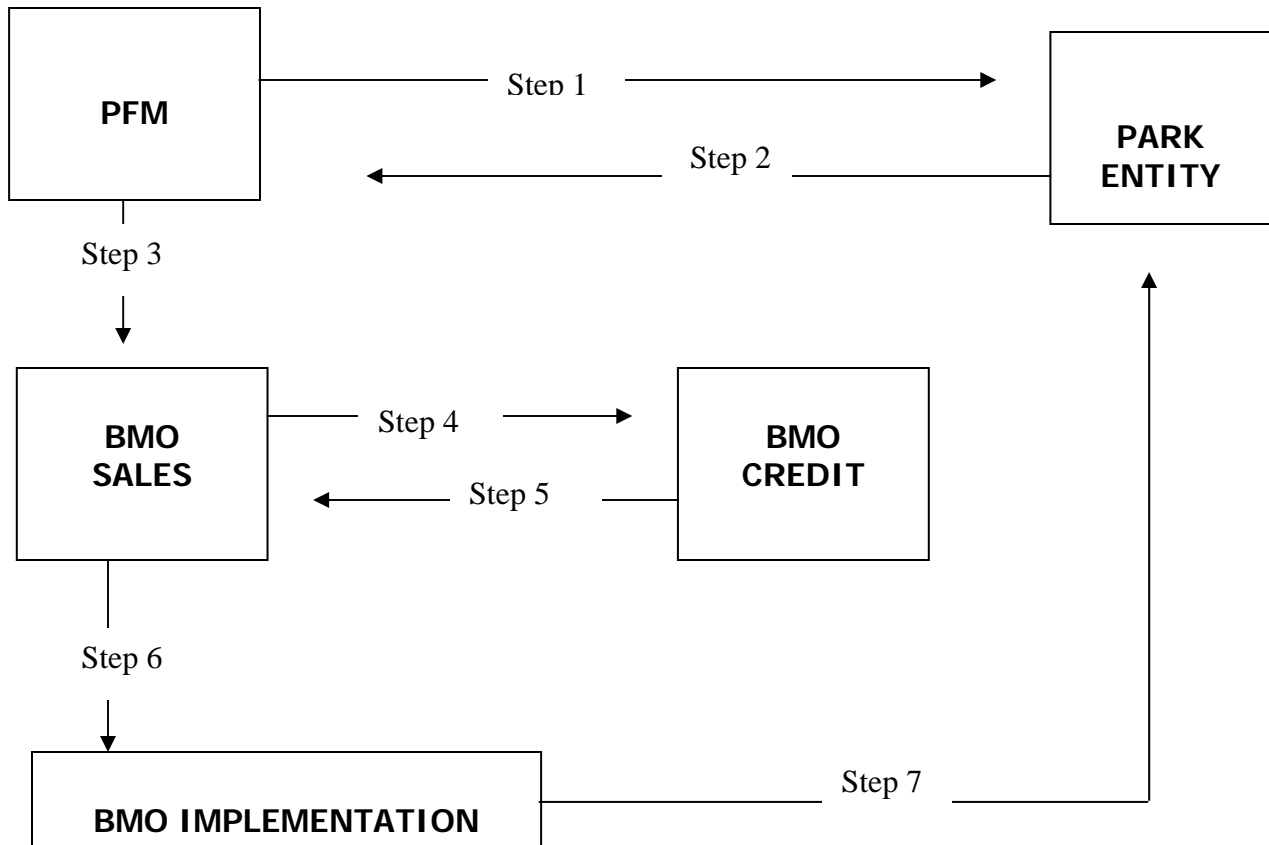 PFM
Step 1
PARK
ENTITY
Step 2
Step 3
BMO
SALES
Step 4
BMO
CREDIT
Step 5
Step 6
Step 7
BMO IMPLEMENTATION